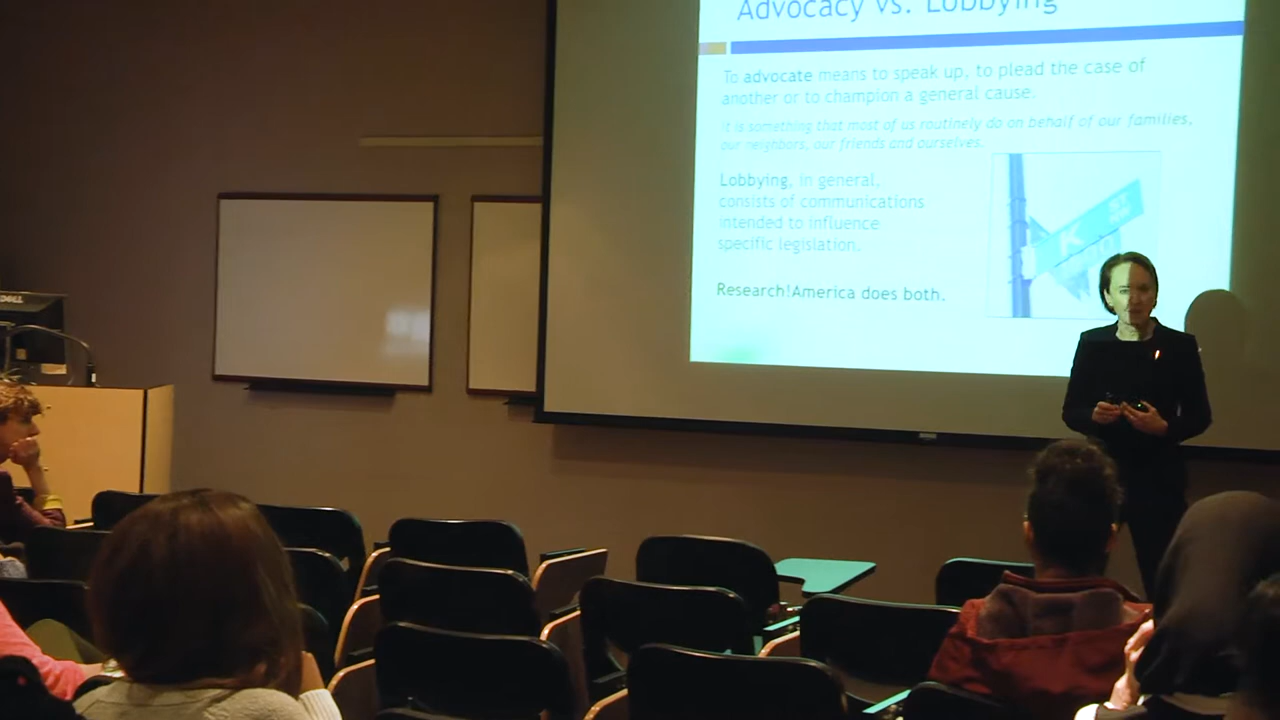 Advocacy vs. Lobbying
To advocate means to speak up, to plead the case of
another or to champion a general cause.
It is something that most of us routinely do on behalf of our families,
our neighbors, our friends and ourselves.
Lobbying, in general,
consists of communications
intended to influence
specific legislation.
K
ST
Research!America does both.
DELL